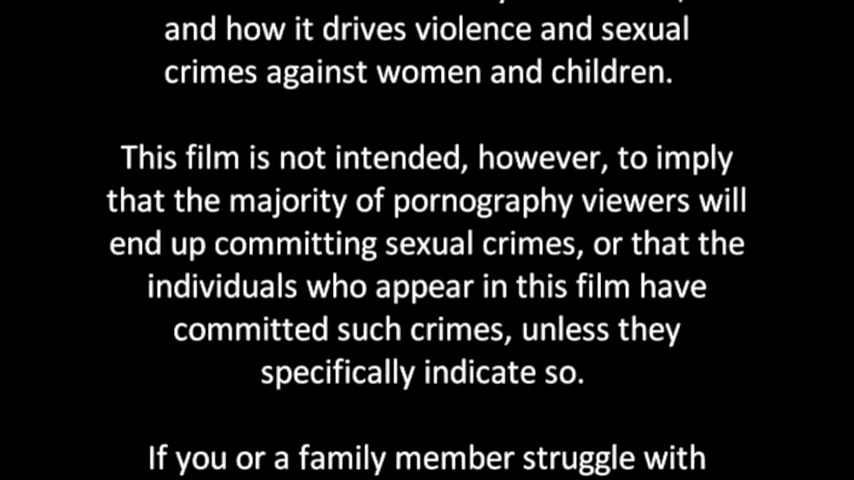 and how it drives violence and sexual
crimes against women and children.
This film is not intended, however, to imply
that the majority of pornography viewers will
end up committing sexual crimes, or that the
individuals who appear in this film have
committed such crimes, unless they
specifically indicate so.
If you or a family member struggle with